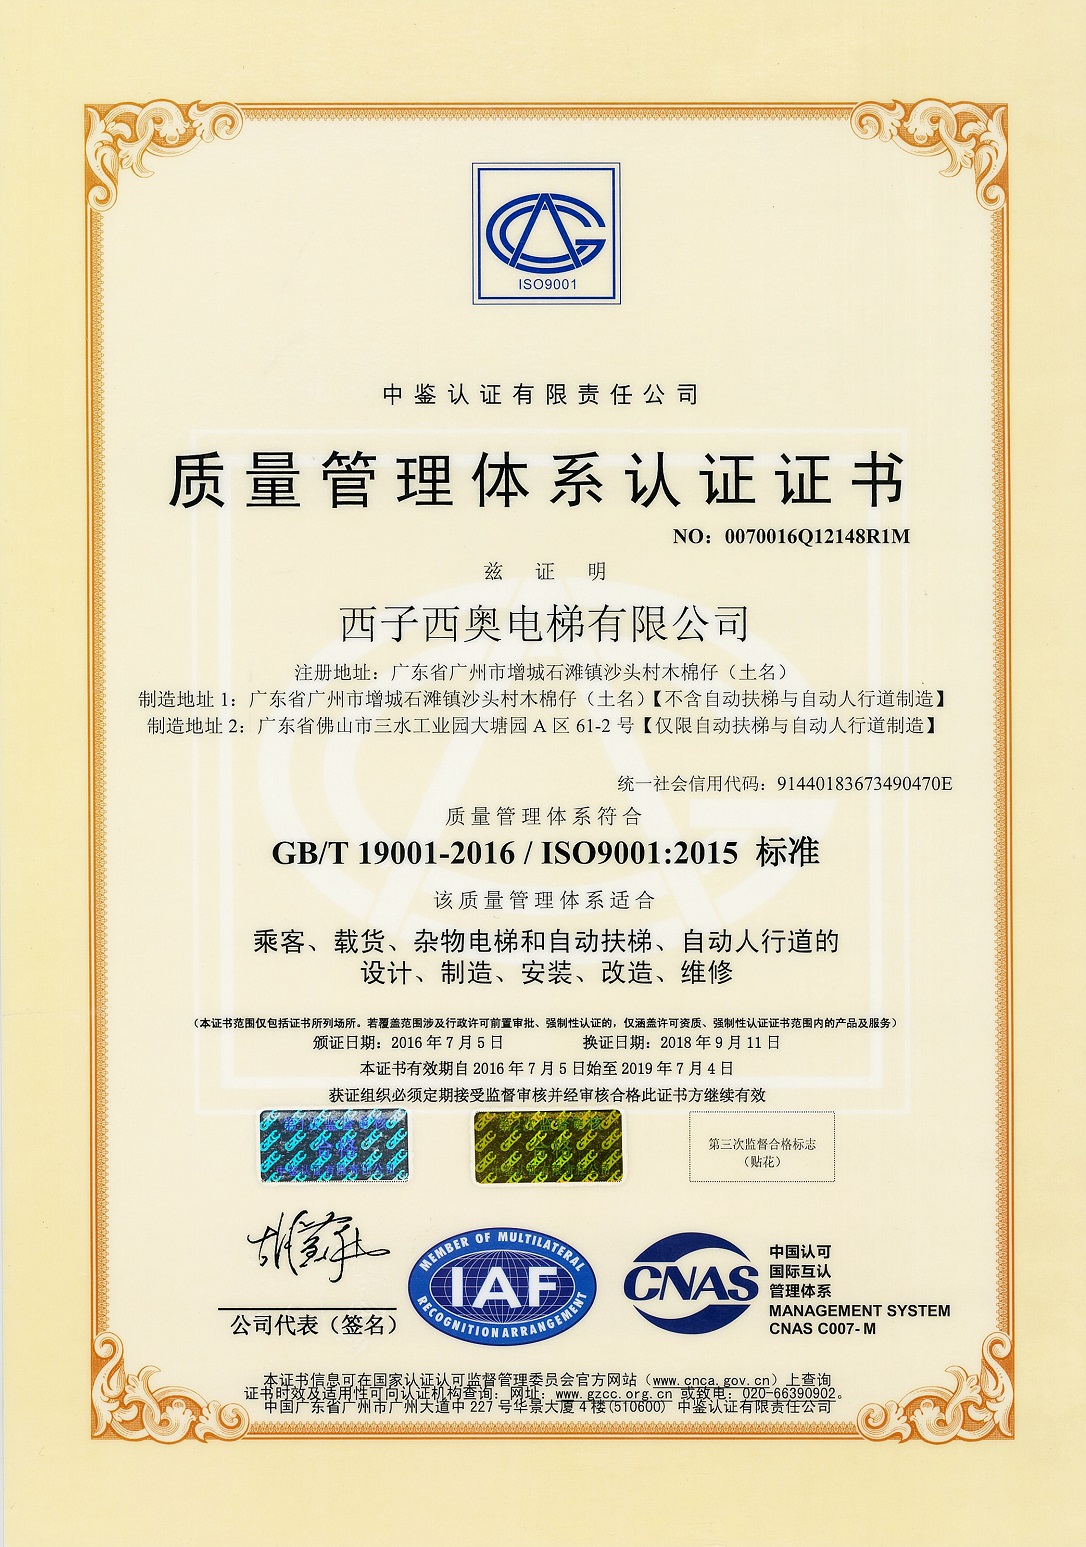 CAG
ISO9001
中鉴认证有限责任公司
质量管理体系认证证书
NO：0070016Q12148R1M
兹 证 明
西子西奥电梯有限公司
注册地址：广东省广州市增城石滩镇沙头村木棉仔（土名）
制造地址 1：广东省广州市增城石滩镇沙头村木棉仔（土名）【不含自动扶梯与自动人行道制造】
制造地址 2：广东省佛山市三水工业园大塘园 A 区 61-2 号【仅限自动扶梯与自动人行道制造】
统一社会信用代码：91440183673490470E
质量管理体系符合
GB/T 19001-2016 / ISO9001:2015 标准
该质量管理体系适合
乘客、载货、杂物电梯和自动扶梯、自动人行道的
设计、制造、安装、改造、维修
（本证书范围仅包括证书所列场所。若覆盖范围涉及行政许可前置审批、强制性认证的，仅涵盖许可资质、强制性认证证书范围内的产品及服务）
颁证日期：2016 年 7 月 5 日 换证日期：2018 年 9 月 11 日
本证书有效期自 2016 年 7 月 5 日始至 2019 年 7 月 4 日
获证组织必须定期接受监督审核并经审核合格此证书方继续有效
第三次监督合格标志
（贴花）
公司代表（签名）
MEMBER OF MULTILATERAL
IAF
RECOGNITION ARRANGEMENT
CNAS
中国认可
国际互认
管理体系
MANAGEMENT SYSTEM
CNAS C007-M
本证书信息可在国家认证认可监督管理委员会官方网站（www.cnca.gov.cn）上查询
证书时效及适用性可向认证机构查询：网址：www.gzcc.org.cn 或致电：020-66390902。
中国广东省广州市广州大道中 227 号华景大厦 4 楼(510600) 中鉴认证有限责任公司